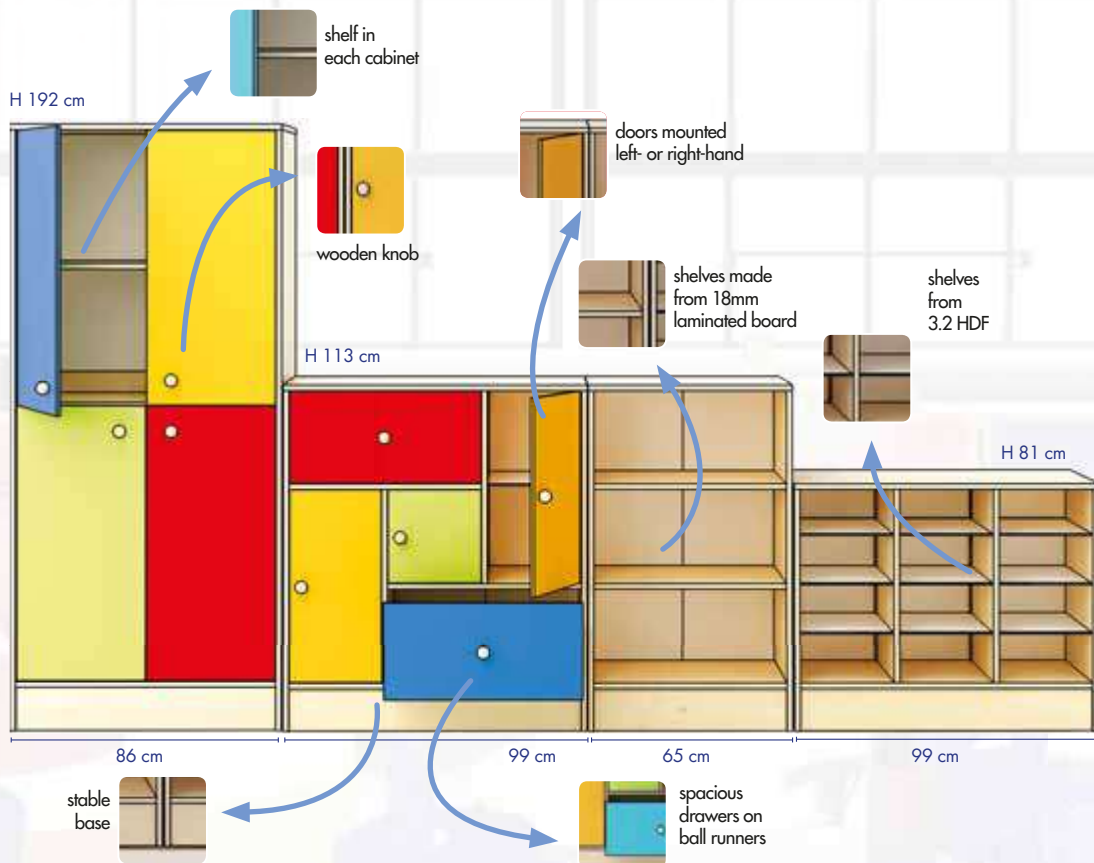 shelf in
each cabinet
H 192 cm
doors mounted
left- or right-hand
wooden knob
shelves made
from 18mm
laminated board
shelves
from
3.2 HDF
H 113 cm
H 81 cm
86 cm
99 cm
65 cm
99 cm
stable
base
spacious
drawers on
ball runners